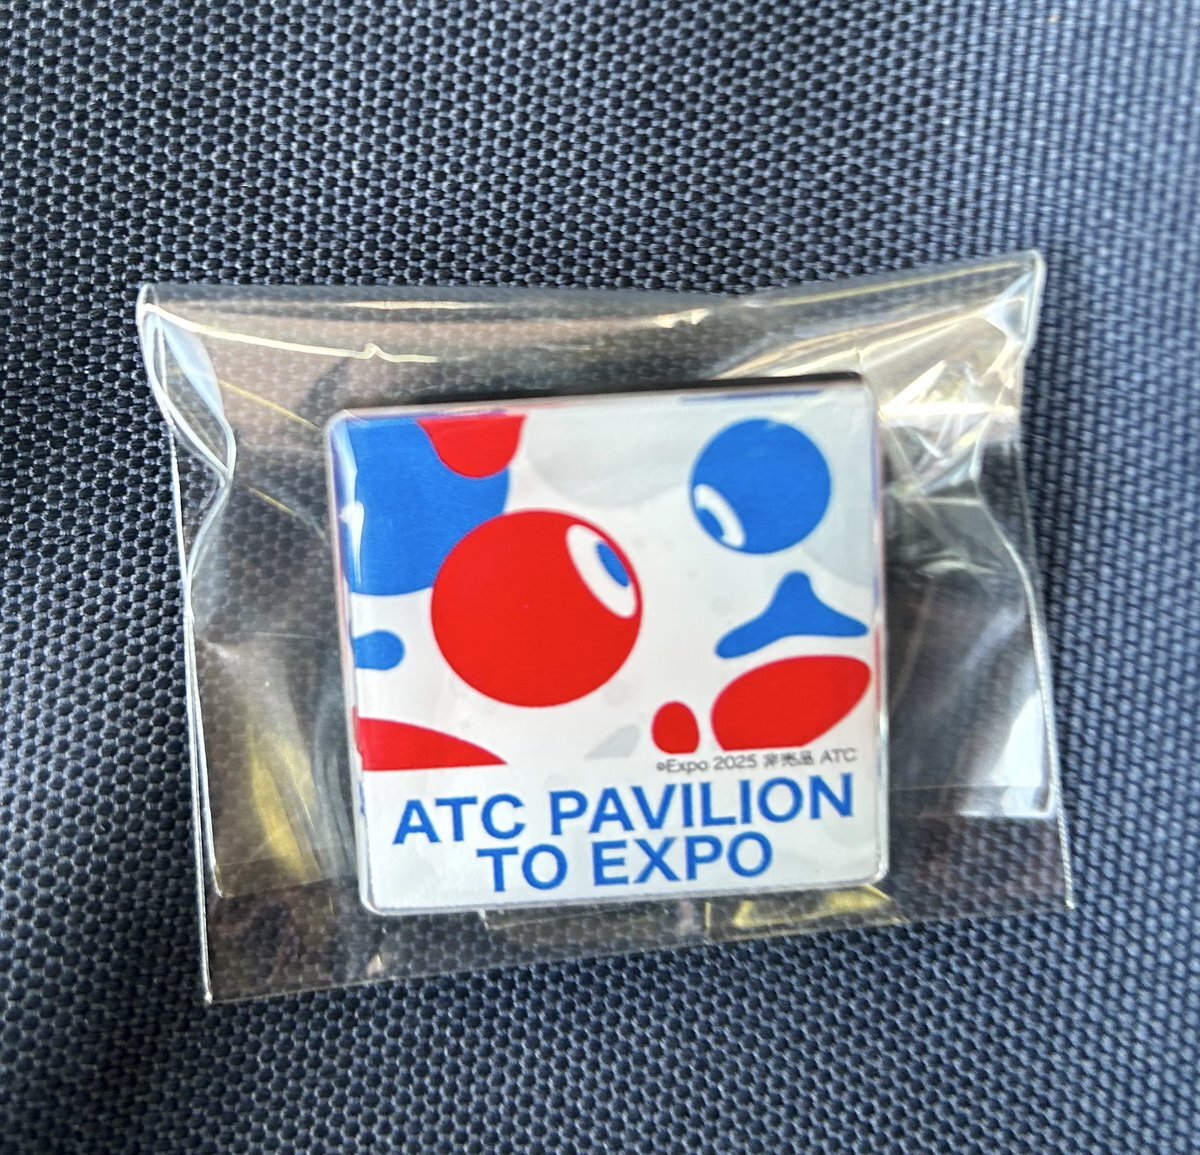 ©Expo 2025 非売品 ATC
ATC PAVILION
TO EXPO